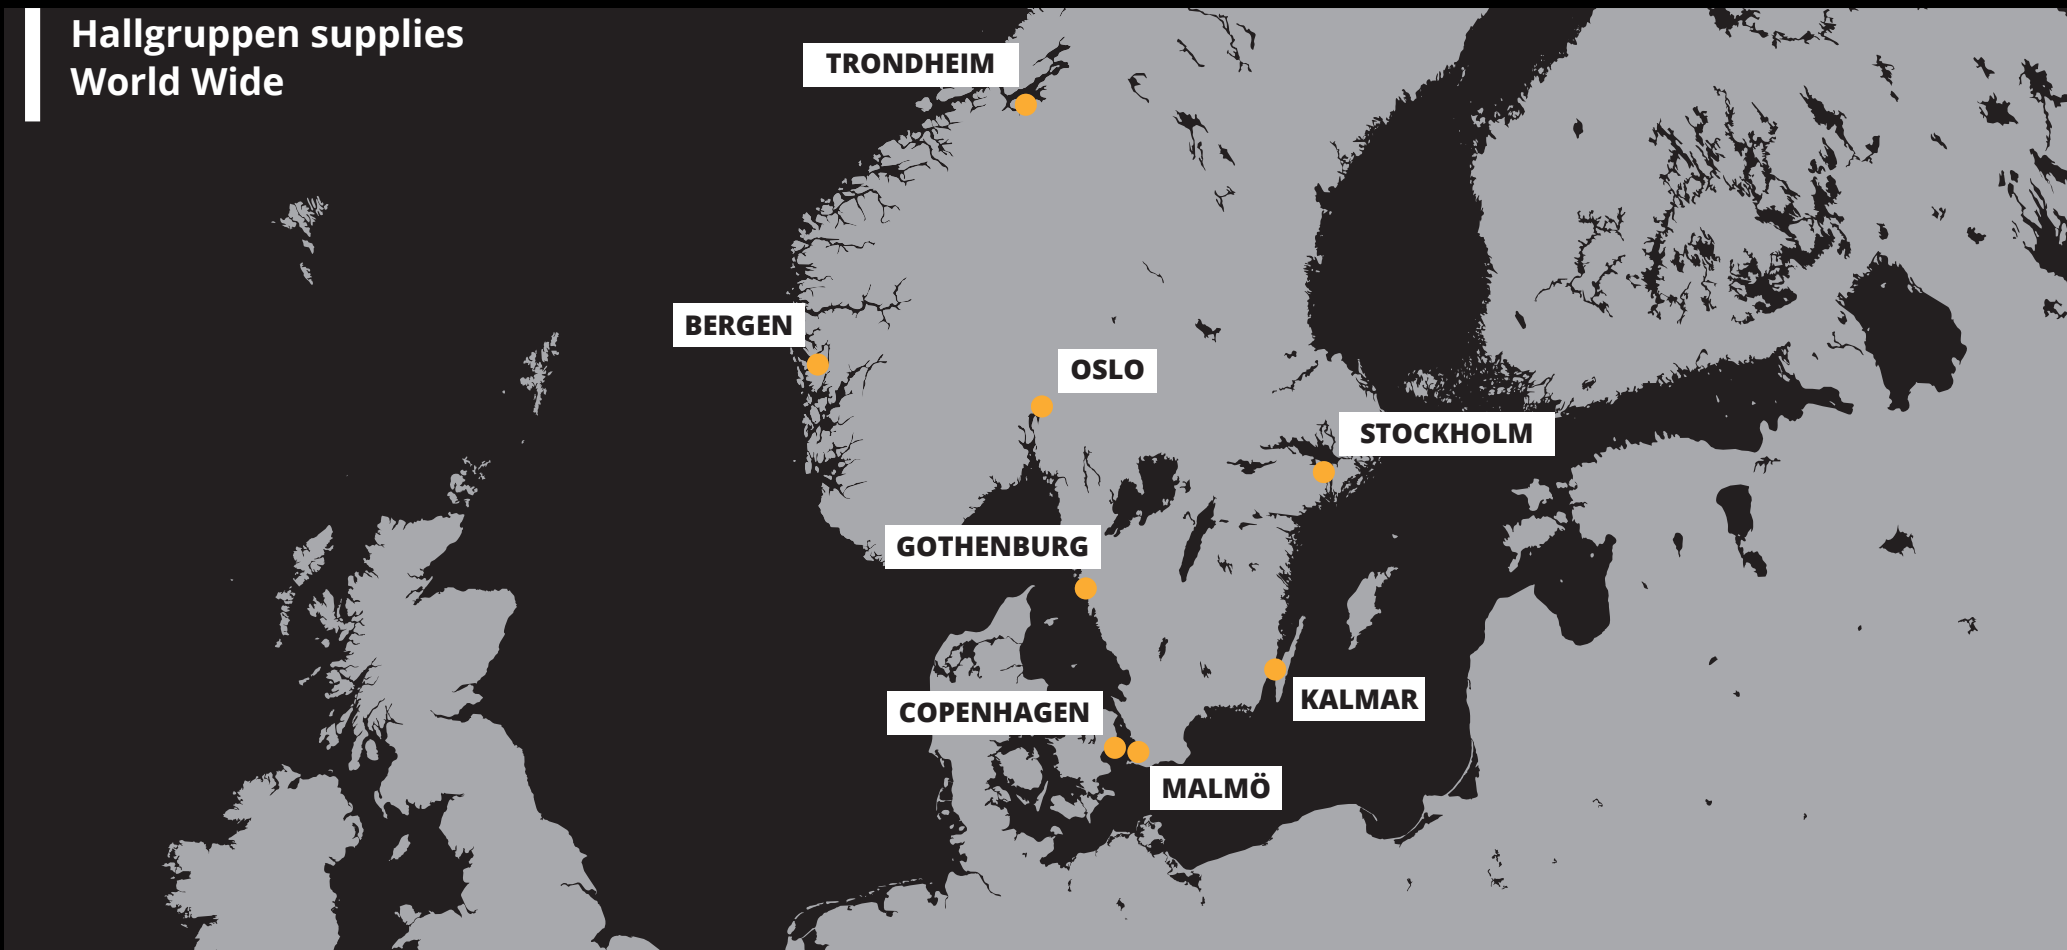 Hallgruppen supplies
World Wide
TRONDHEIM
BERGEN
OSLO
STOCKHOLM
GOTHENBURG
KALMAR
COPENHAGEN
MALMÖ